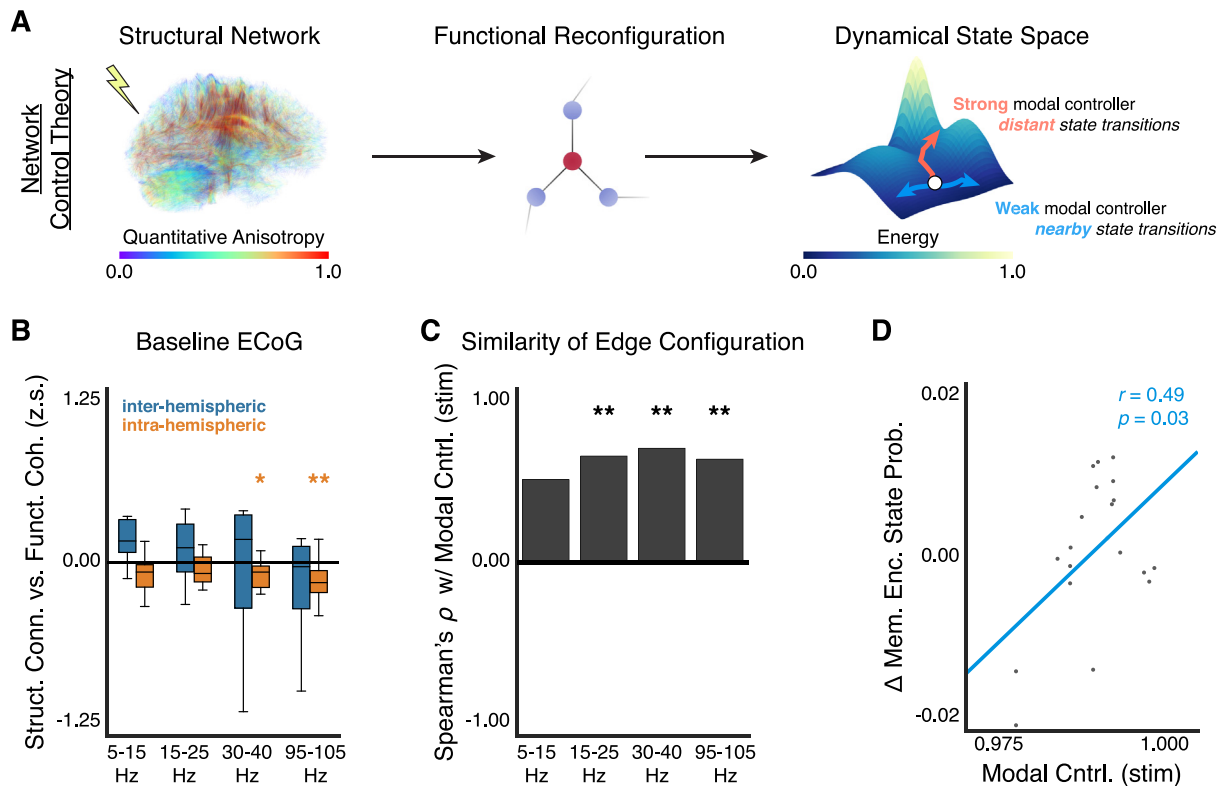 A
Structural Network
Functional Reconfiguration
Dynamical State Space
Network
Control Theory
Strong modal controller
distant state transitions
Weak modal controller
nearby state transitions
Quantitative Anisotropy
0.0
1.0
Energy
0.0
1.0
B
Baseline ECoG
Struct. Conn. vs. Funct. Coh. (z.s.)
1.25
0.00
-1.25
inter-hemispheric
intra-hemispheric
*
**
5-15
Hz
15-25
Hz
30-40
Hz
95-105
Hz
C
Similarity of Edge Configuration
Spearman's ρ w/ Modal Cntrl. (stim)
1.00
0.00
-1.00
**
**
**
5-15
Hz
15-25
Hz
30-40
Hz
95-105
Hz
D
Δ Mem. Enc. State Prob.
0.02
0.00
-0.02
r = 0.49
p = 0.03
0.975
1.000
Modal Cntrl. (stim)